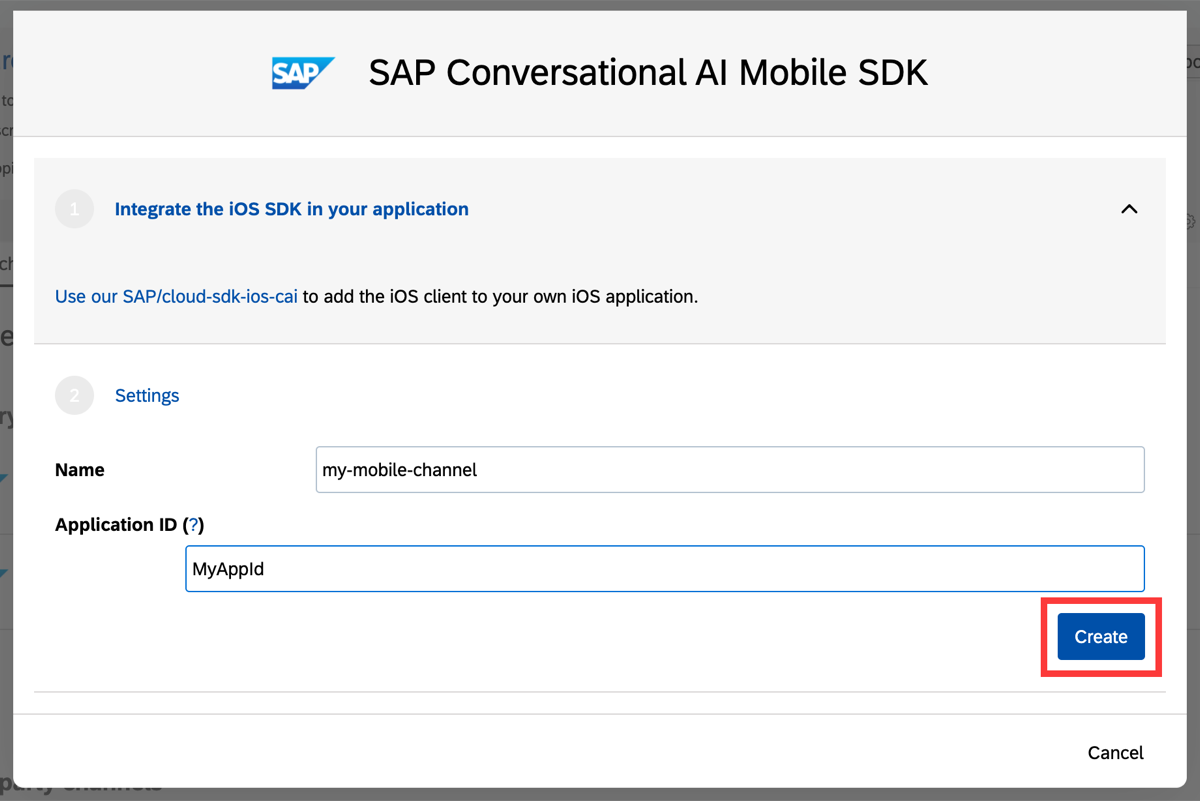 SAP SAP Conversational AI Mobile SDK
1 Integrate the iOS SDK in your application
Use our SAP/cloud-sdk-ios-cai to add the iOS client to your own iOS application.
2 Settings
Name my-mobile-channel
Application ID (?)
MyAppId
Create
Cancel
party channels